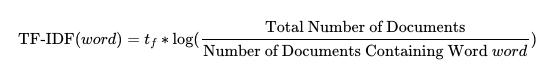 TF-IDF(word) = t_f * log(Total Number of Documents / Number of Documents Containing Word word)